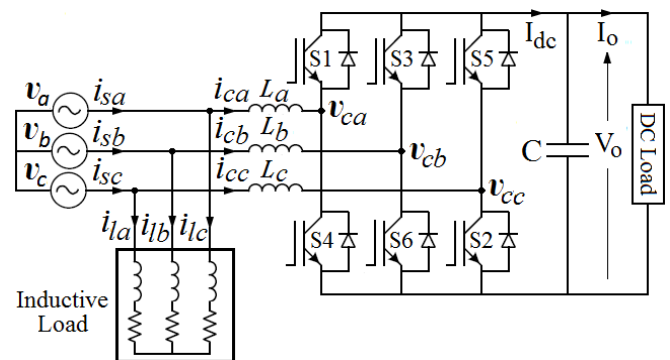 S1 S3 S5 I_dc I_o
v_a i_sa i_ca L_a v_ca
v_b i_sb i_cb L_b v_cb C V_o DC Load
v_c i_sc i_cc L_c v_cc
i_la i_lb i_lc S4 S6 S2
Inductive
Load